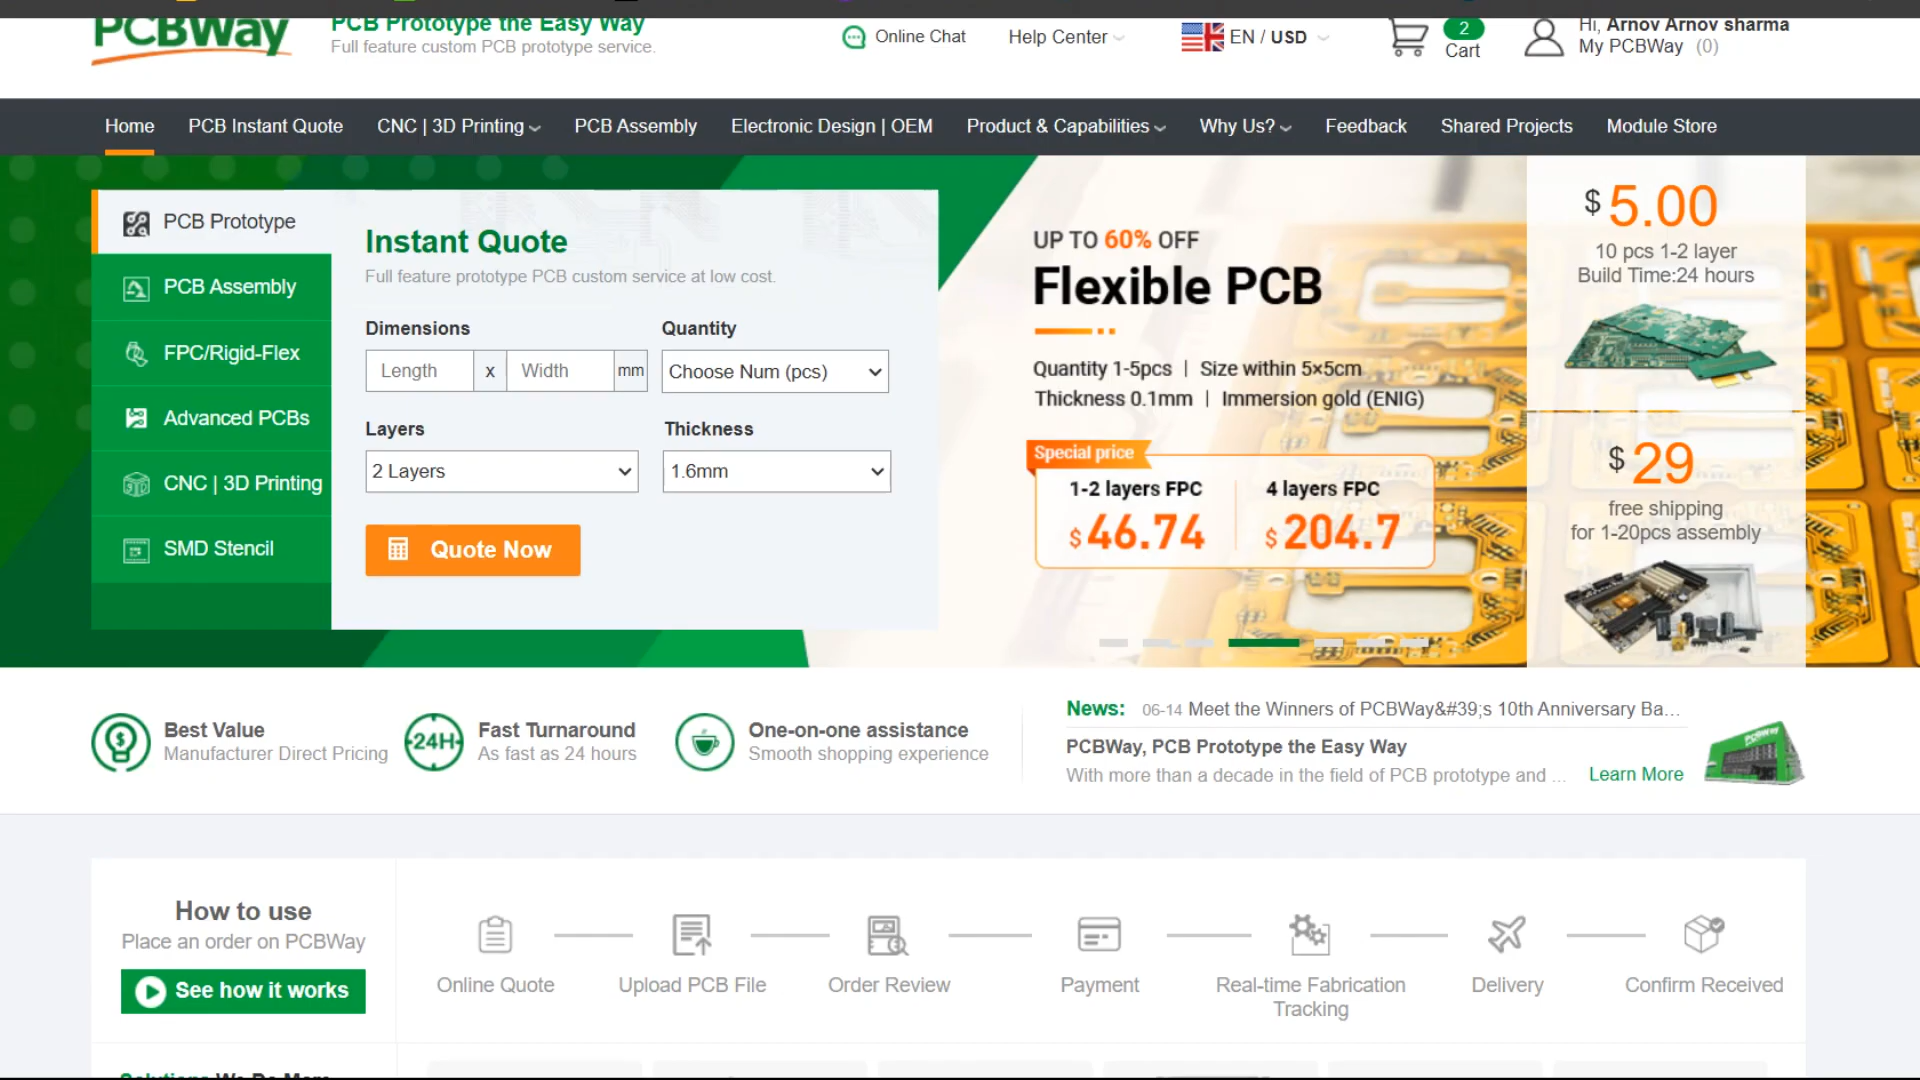 PCBWay
PCB Prototype the Easy Way
Full feature custom PCB prototype service.
Online Chat
Help Center
EN / USD
2
Cart
Hi, Arnov Arnov sharma
My PCBWay (0)
Home
PCB Instant Quote
CNC | 3D Printing
PCB Assembly
Electronic Design | OEM
Product & Capabilities
Why Us?
Feedback
Shared Projects
Module Store
PCB Prototype
PCB Assembly
FPC/Rigid-Flex
Advanced PCBs
CNC | 3D Printing
SMD Stencil
Instant Quote
Full feature prototype PCB custom service at low cost.
Dimensions
Quantity
Length x Width mm
Choose Num (pcs)
Layers
Thickness
2 Layers
1.6mm
Quote Now
UP TO 60% OFF
Flexible PCB
Quantity 1-5pcs | Size within 5×5cm
Thickness 0.1mm | Immersion gold (ENIG)
Special price
1-2 layers FPC
$46.74
4 layers FPC
$204.7
$5.00
10 pcs 1-2 layer
Build Time:24 hours
$29
free shipping
for 1-20pcs assembly
Best Value
Manufacturer Direct Pricing
24H
Fast Turnaround
As fast as 24 hours
One-on-one assistance
Smooth shopping experience
News: 06-14 Meet the Winners of PCBWay&#39;s 10th Anniversary Ba...
PCBWay, PCB Prototype the Easy Way
With more than a decade in the field of PCB prototype and ... Learn More
How to use
Place an order on PCBWay
See how it works
Online Quote
Upload PCB File
Order Review
Payment
Real-time Fabrication
Tracking
Delivery
Confirm Received
Solutions We Do More